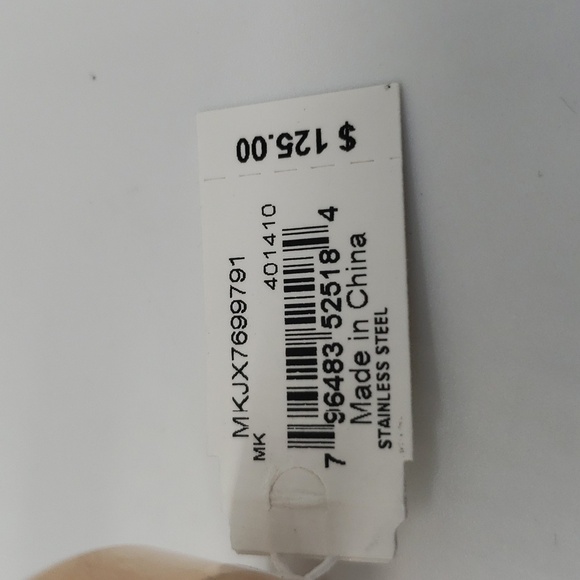 $ 125.00
MKJX7699791
MK 401410
7 96483 52518 4
Made in China
STAINLESS STEEL